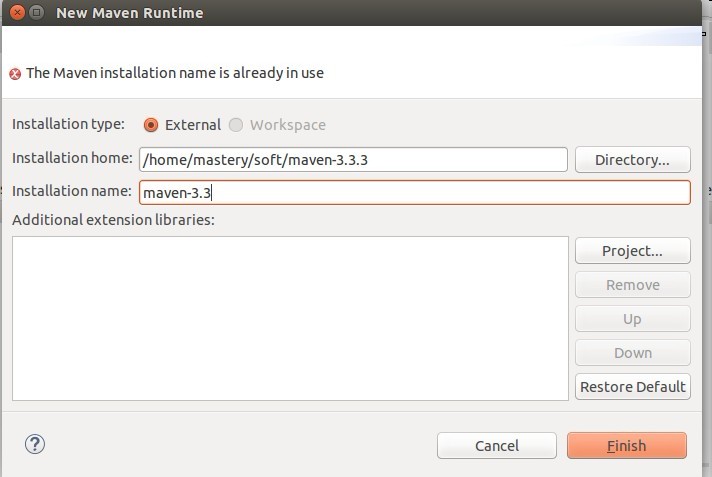 New Maven Runtime
The Maven installation name is already in use
Installation type: External Workspace
Installation home: /home/mastery/soft/maven-3.3.3 Directory...
Installation name: maven-3.3
Additional extension libraries:
Project...
Remove
Up
Down
Restore Default
? Cancel Finish